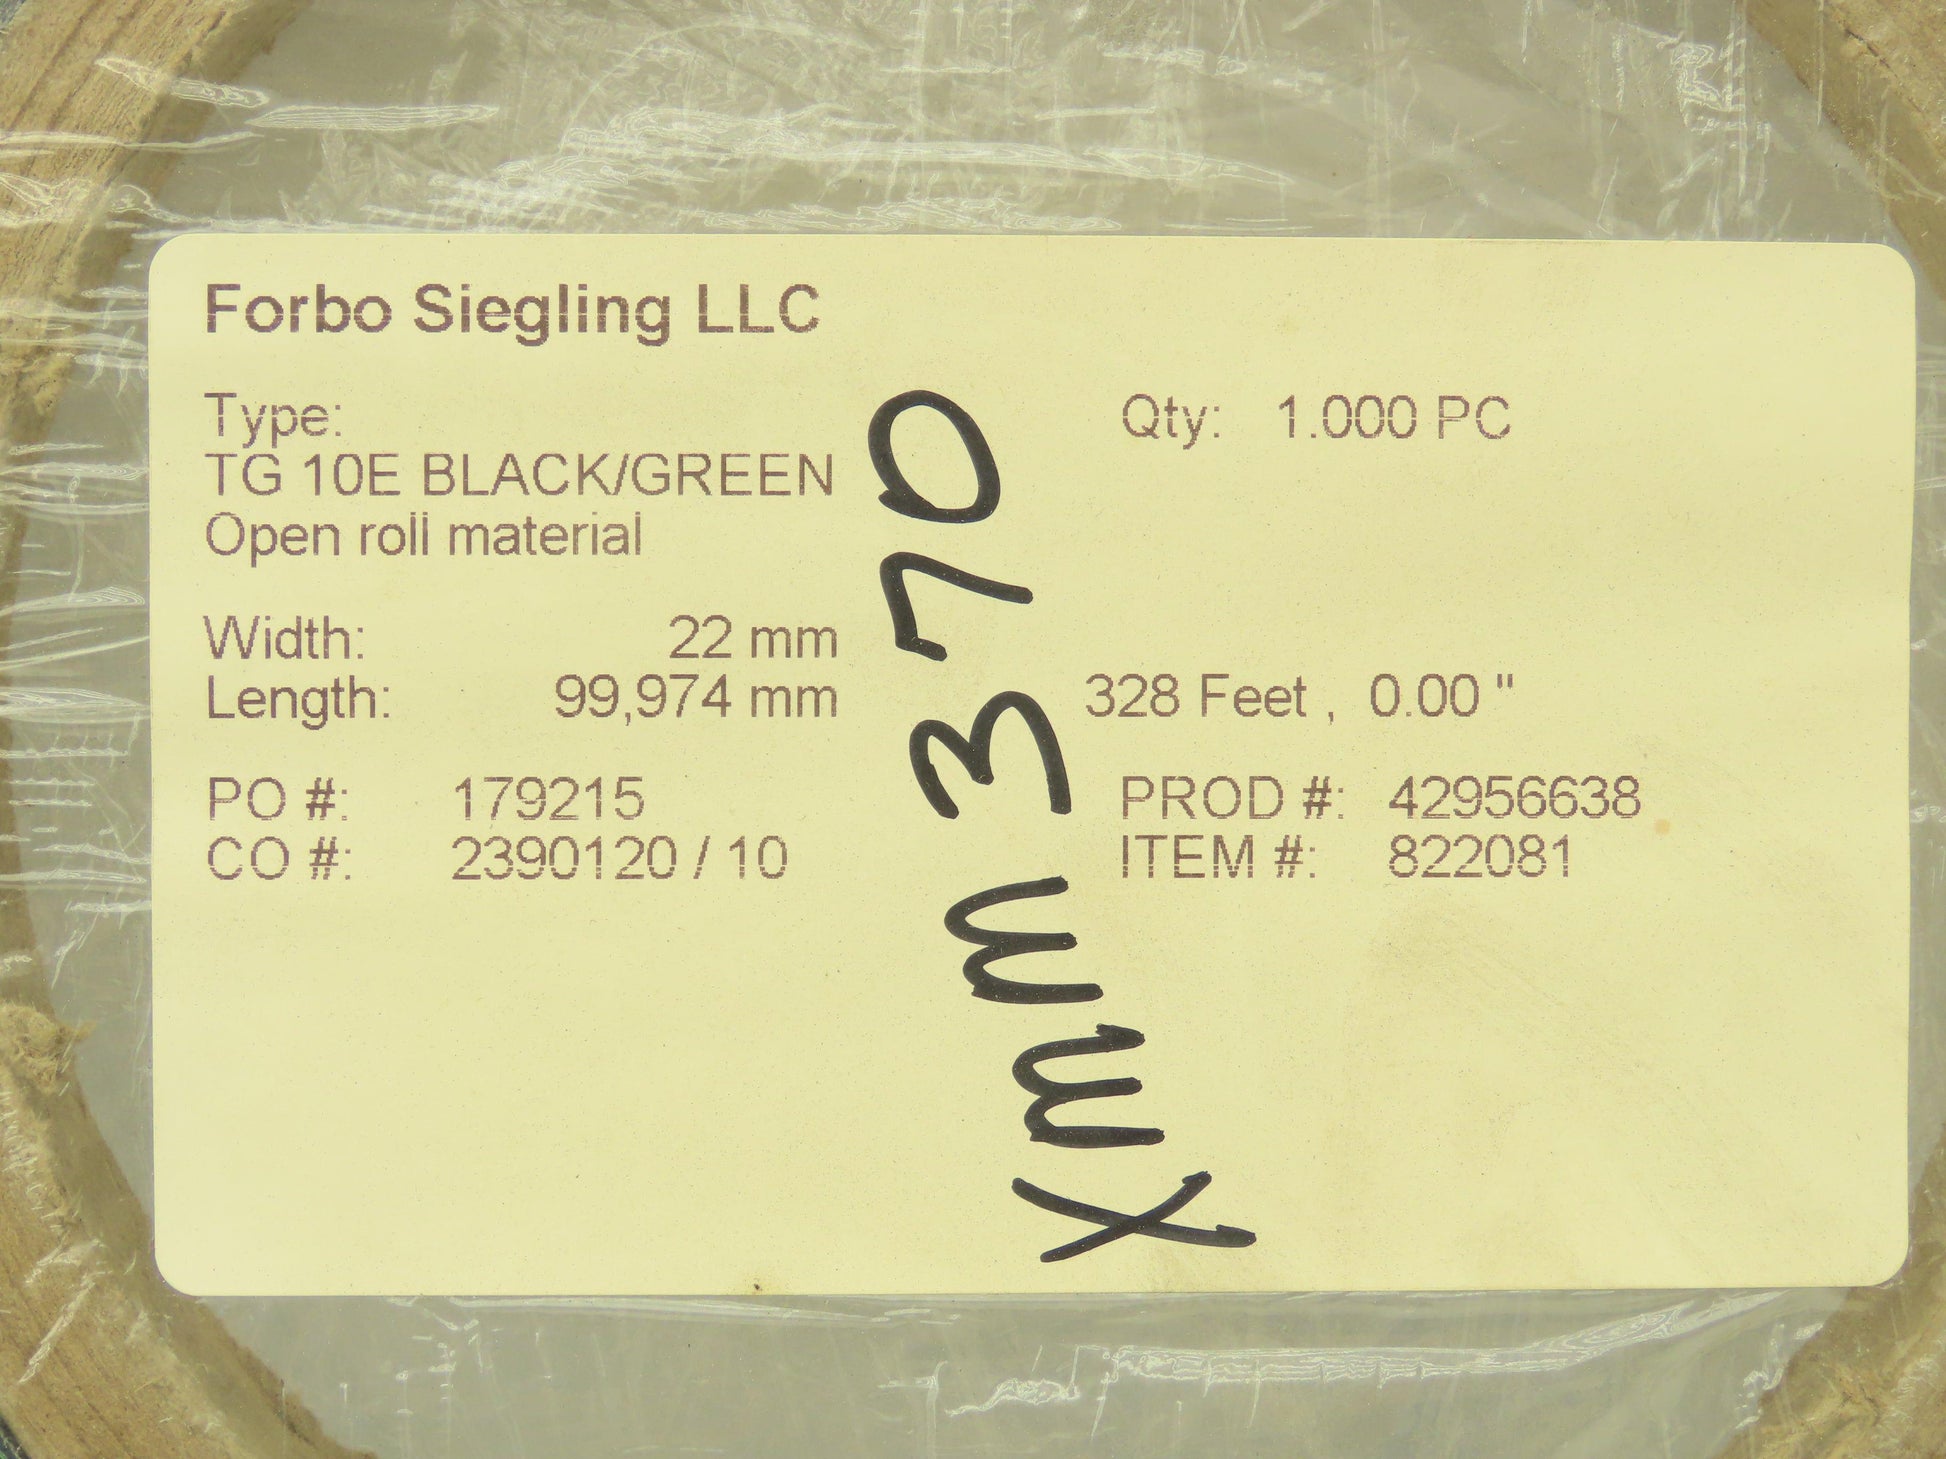 Forbo Siegling LLC
Type:
TG 10E BLACK/GREEN
Open roll material
Qty: 1.000 PC
Width: 22 mm
Length: 99,974 mm 328 Feet , 0.00 "
PO #: 179215 PROD #: 42956638
CO #: 2390120 / 10 ITEM #: 822081
XMM 370